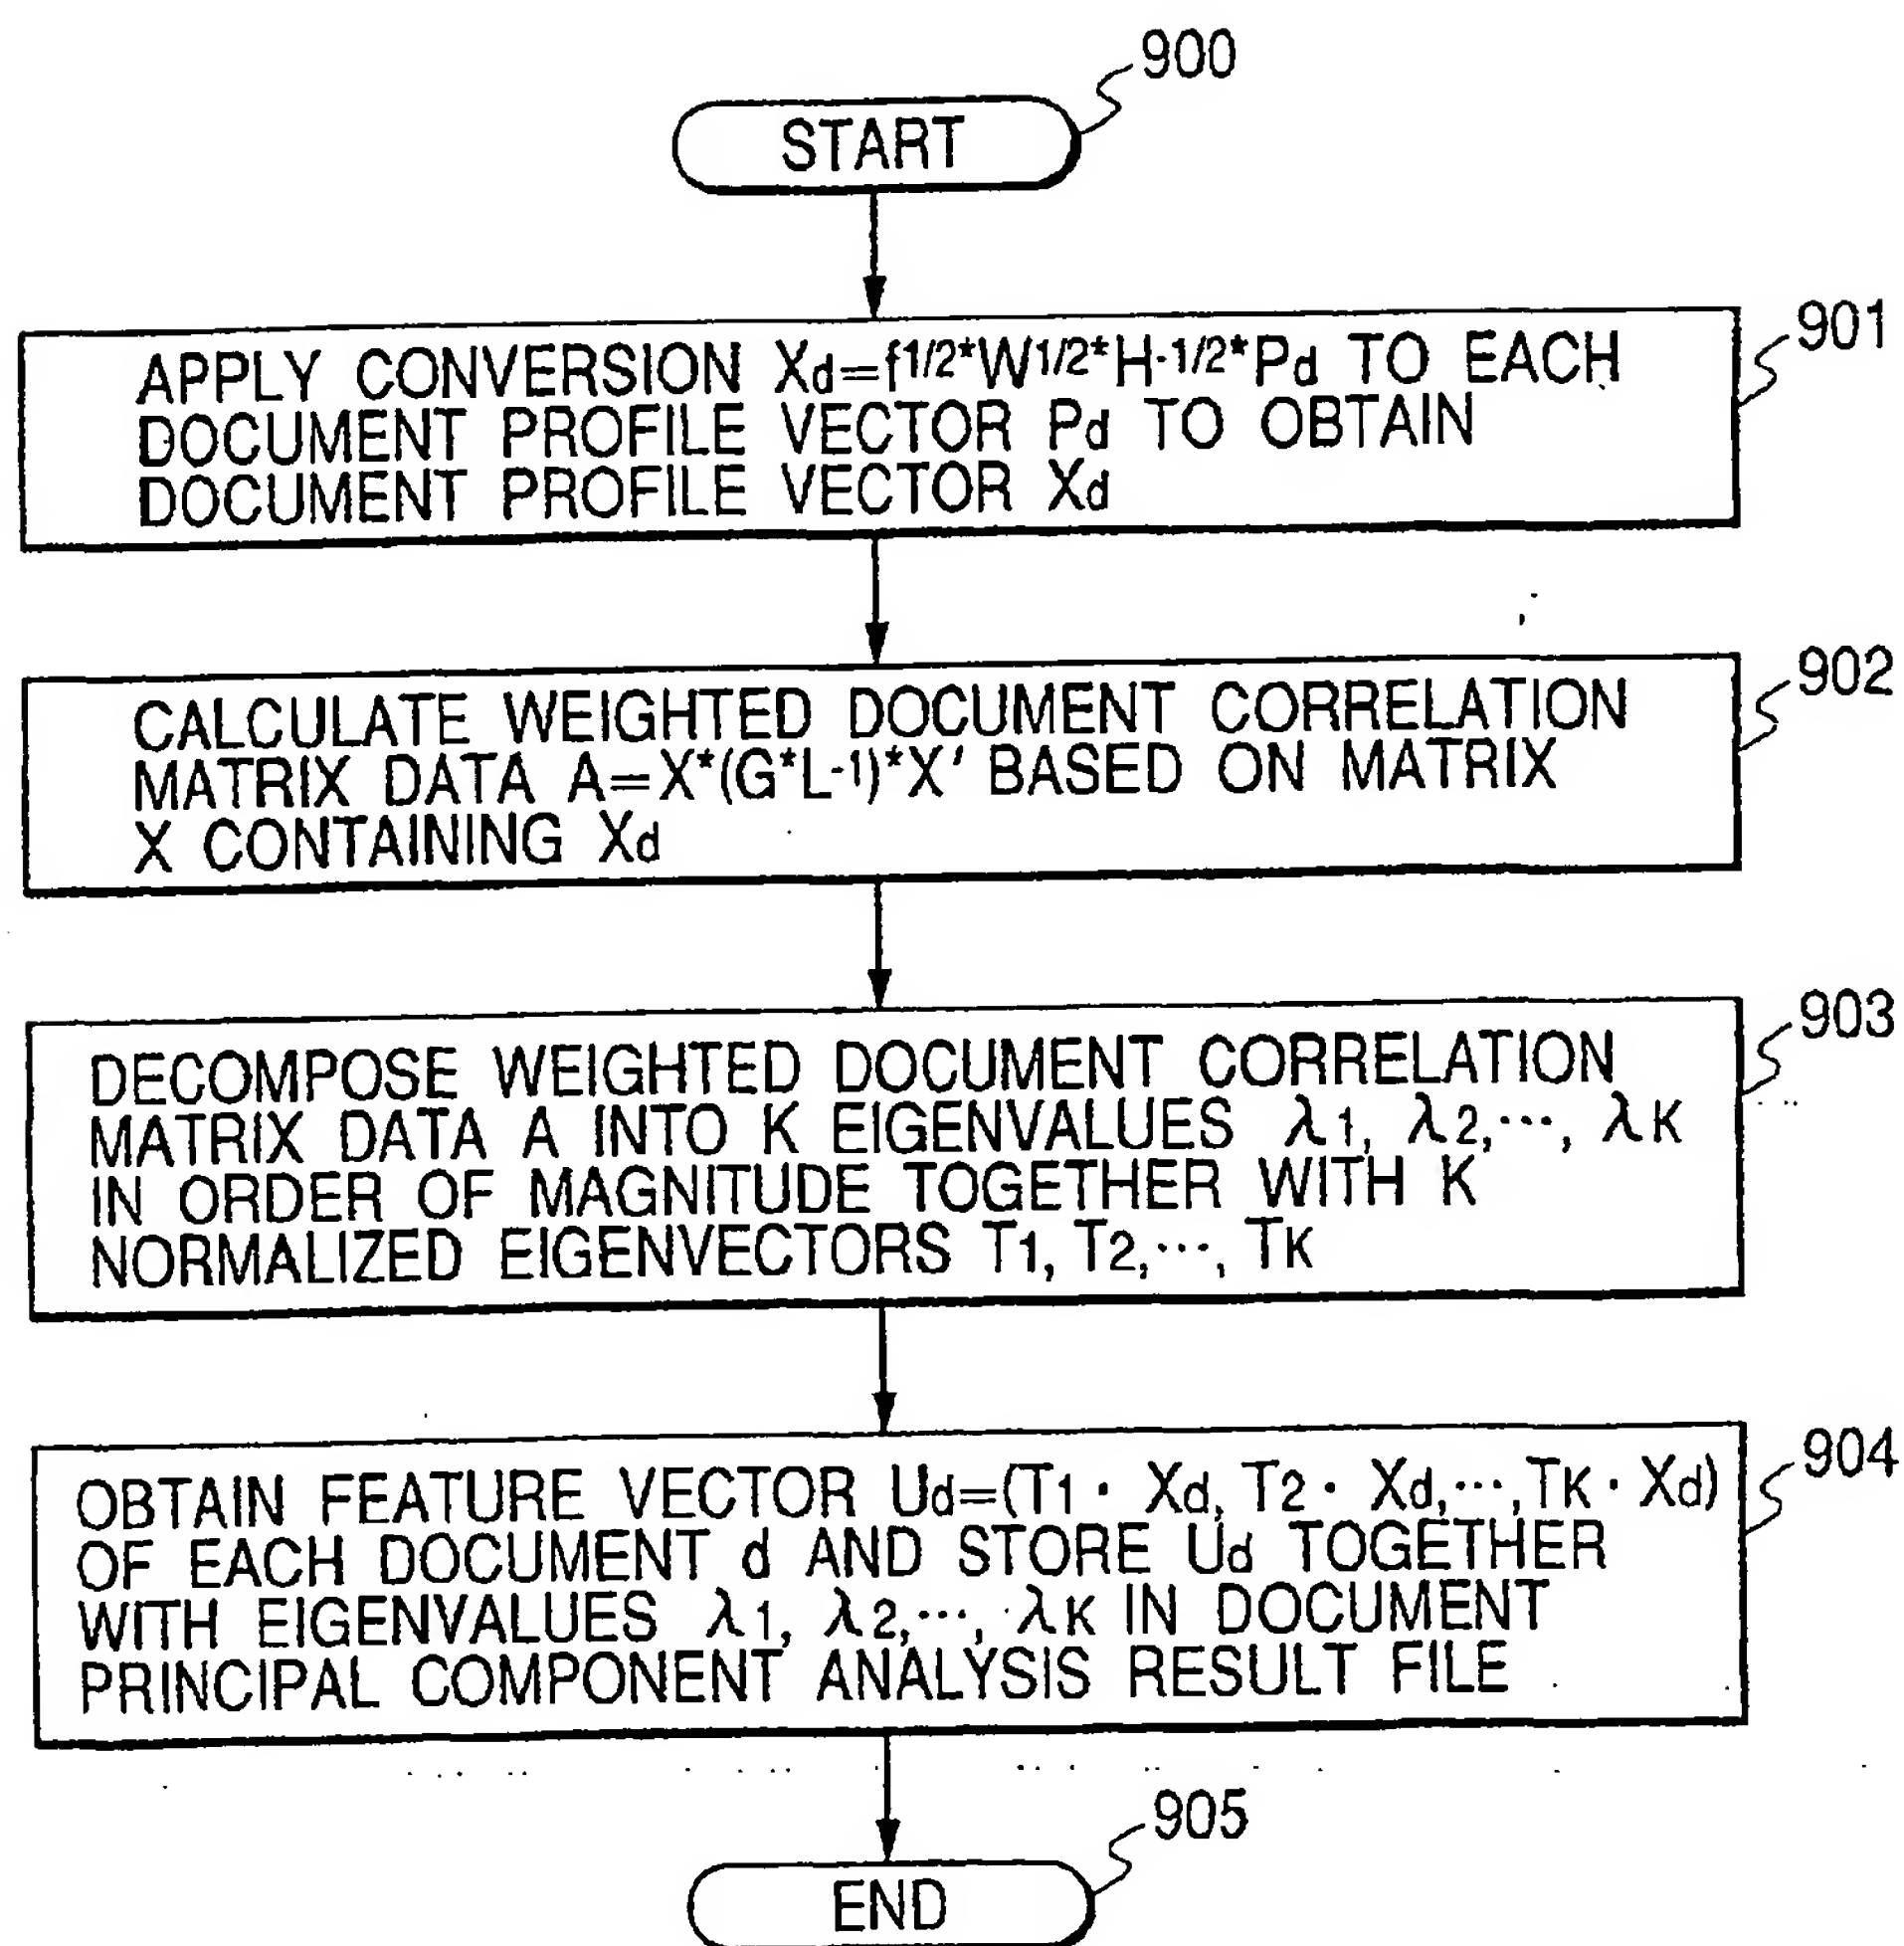 900
START
901
APPLY CONVERSION Xd=f1/2*W1/2*H-1/2*Pd TO EACH
DOCUMENT PROFILE VECTOR Pd TO OBTAIN
DOCUMENT PROFILE VECTOR Xd
902
CALCULATE WEIGHTED DOCUMENT CORRELATION
MATRIX DATA A=X*(G*L-1)*X' BASED ON MATRIX
X CONTAINING Xd
903
DECOMPOSE WEIGHTED DOCUMENT CORRELATION
MATRIX DATA A INTO K EIGENVALUES λ1, λ2,···, λK
IN ORDER OF MAGNITUDE TOGETHER WITH K
NORMALIZED EIGENVECTORS T1, T2,···, TK
904
OBTAIN FEATURE VECTOR Ud=(T1· Xd, T2· Xd,···,TK· Xd)
OF EACH DOCUMENT d AND STORE Ud TOGETHER
WITH EIGENVALUES λ1, λ2,···, λK IN DOCUMENT
PRINCIPAL COMPONENT ANALYSIS RESULT FILE
905
END